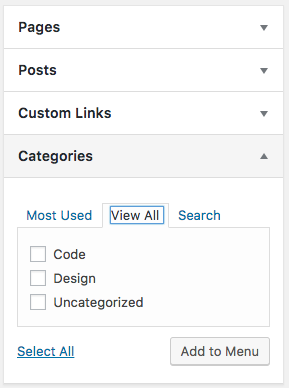 Pages
Posts
Custom Links
Categories
Most Used View All Search
Code
Design
Uncategorized
Select All Add to Menu